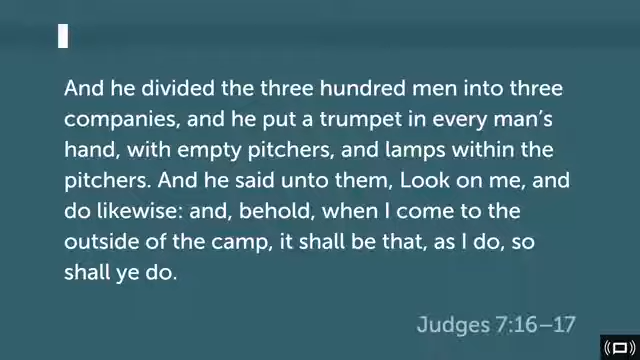 And he divided the three hundred men into three
companies, and he put a trumpet in every man’s
hand, with empty pitchers, and lamps within the
pitchers. And he said unto them, Look on me, and
do likewise: and, behold, when I come to the
outside of the camp, it shall be that, as I do, so
shall ye do.
Judges 7:16–17